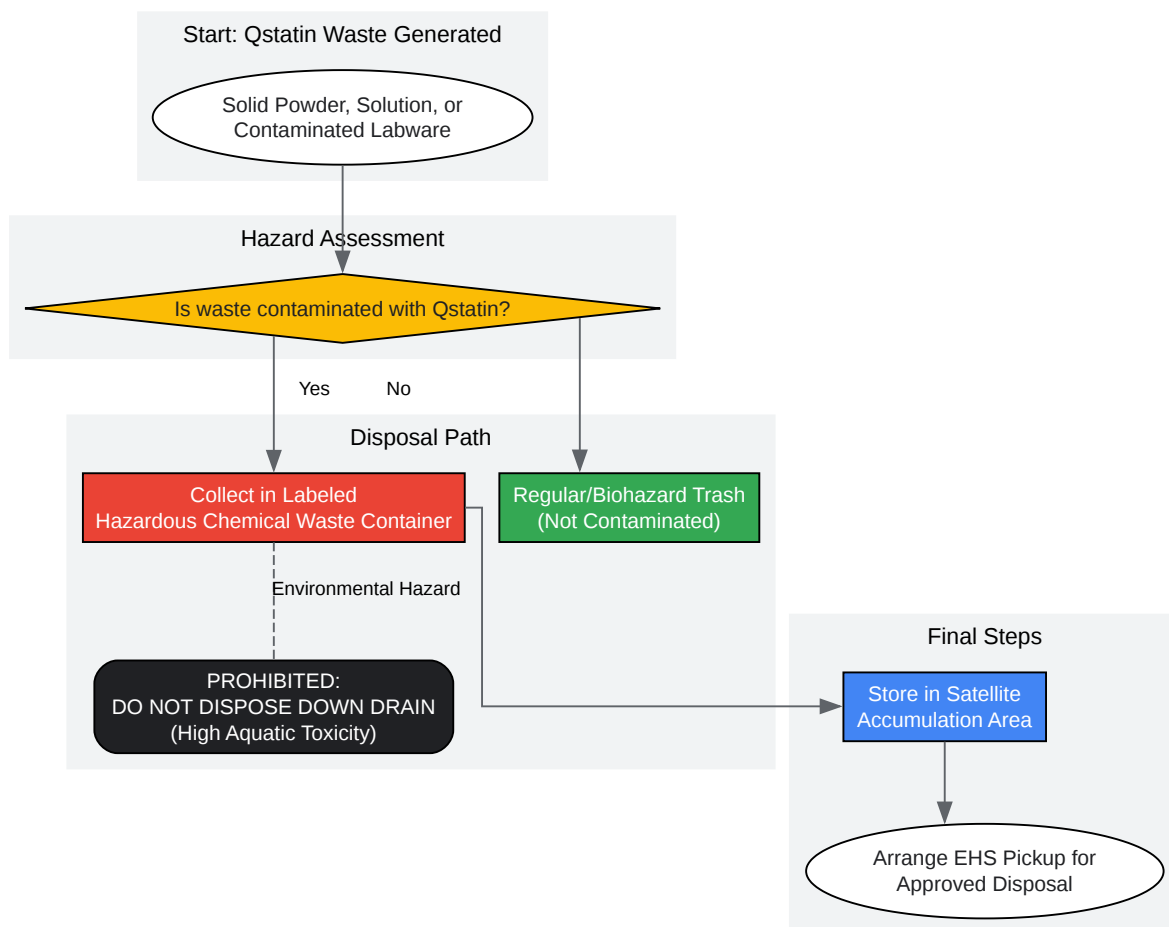 Start: Qstatin Waste Generated
Solid Powder, Solution, or
Contaminated Labware
Hazard Assessment
Is waste contaminated with Qstatin?
Yes
No
Disposal Path
Collect in Labeled
Hazardous Chemical Waste Container
Regular/Biohazard Trash
(Not Contaminated)
Environmental Hazard
PROHIBITED:
DO NOT DISPOSE DOWN DRAIN
(High Aquatic Toxicity)
Final Steps
Store in Satellite
Accumulation Area
Arrange EHS Pickup for
Approved Disposal